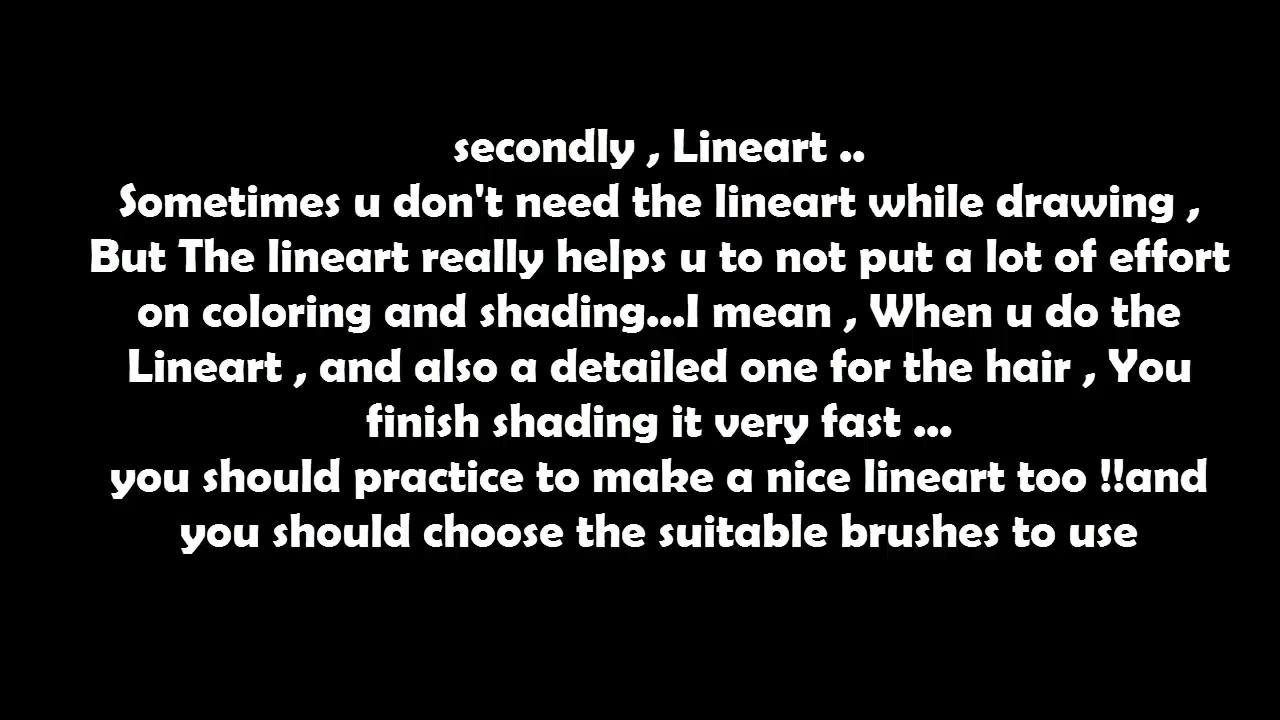 secondly , Lineart ..
Sometimes u don't need the lineart while drawing ,
But The lineart really helps u to not put a lot of effort
on coloring and shading...I mean , When u do the
Lineart , and also a detailed one for the hair , You
finish shading it very fast ...
you should practice to make a nice lineart too !!and
you should choose the suitable brushes to use